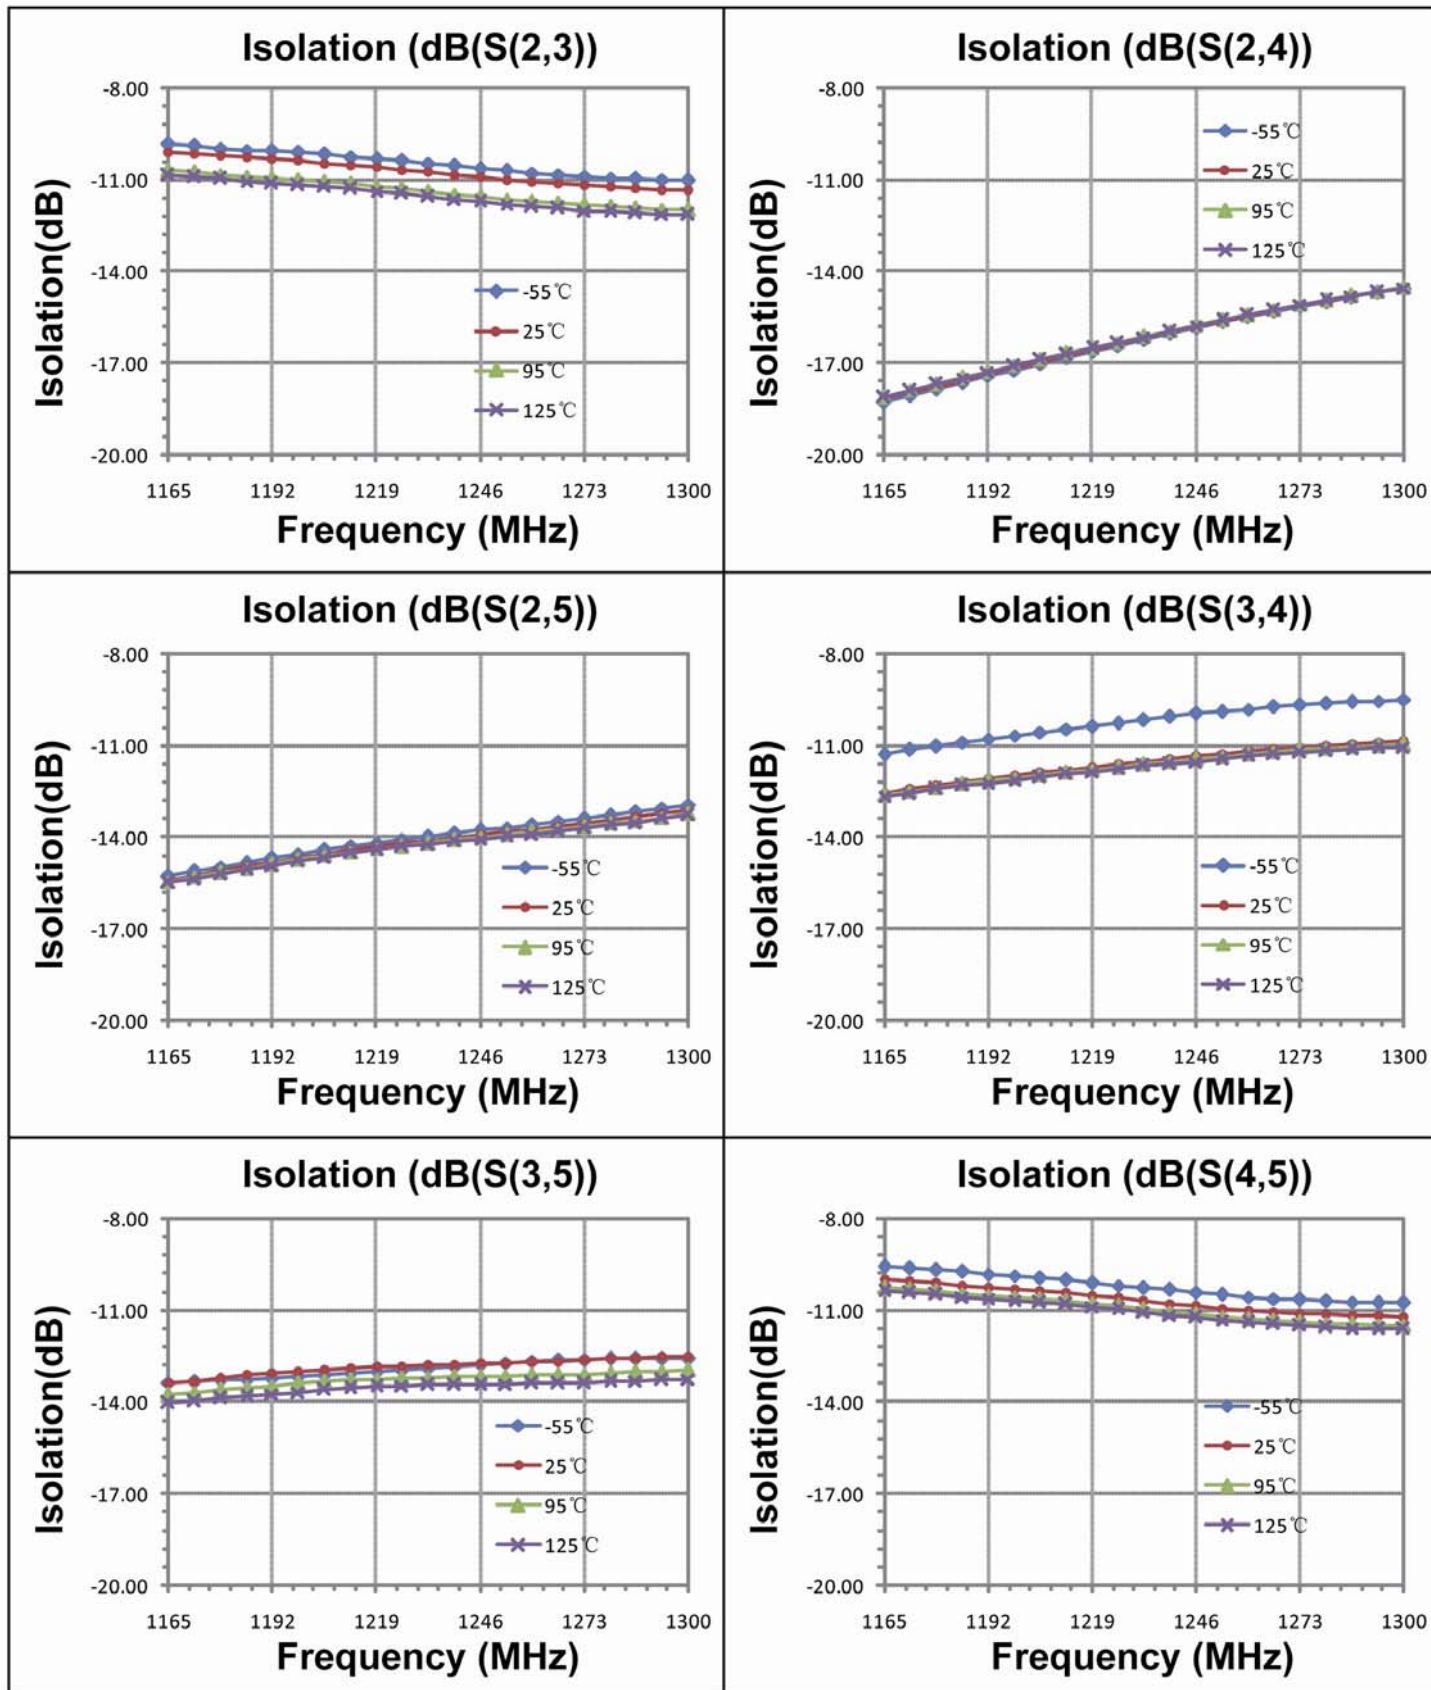 Isolation (dB(S(2,3))
Isolation(dB)
-8.00
-11.00
-14.00
-17.00
-20.00
-55℃
25℃
95℃
125℃
1165 1192 1219 1246 1273 1300
Frequency (MHz)
Isolation (dB(S(2,4))
Isolation(dB)
-8.00
-11.00
-14.00
-17.00
-20.00
-55℃
25℃
95℃
125℃
1165 1192 1219 1246 1273 1300
Frequency (MHz)
Isolation (dB(S(2,5))
Isolation(dB)
-8.00
-11.00
-14.00
-17.00
-20.00
-55℃
25℃
95℃
125℃
1165 1192 1219 1246 1273 1300
Frequency (MHz)
Isolation (dB(S(3,4))
Isolation(dB)
-8.00
-11.00
-14.00
-17.00
-20.00
-55℃
25℃
95℃
125℃
1165 1192 1219 1246 1273 1300
Frequency (MHz)
Isolation (dB(S(3,5))
Isolation(dB)
-8.00
-11.00
-14.00
-17.00
-20.00
-55℃
25℃
95℃
125℃
1165 1192 1219 1246 1273 1300
Frequency (MHz)
Isolation (dB(S(4,5))
Isolation(dB)
-8.00
-11.00
-14.00
-17.00
-20.00
-55℃
25℃
95℃
125℃
1165 1192 1219 1246 1273 1300
Frequency (MHz)